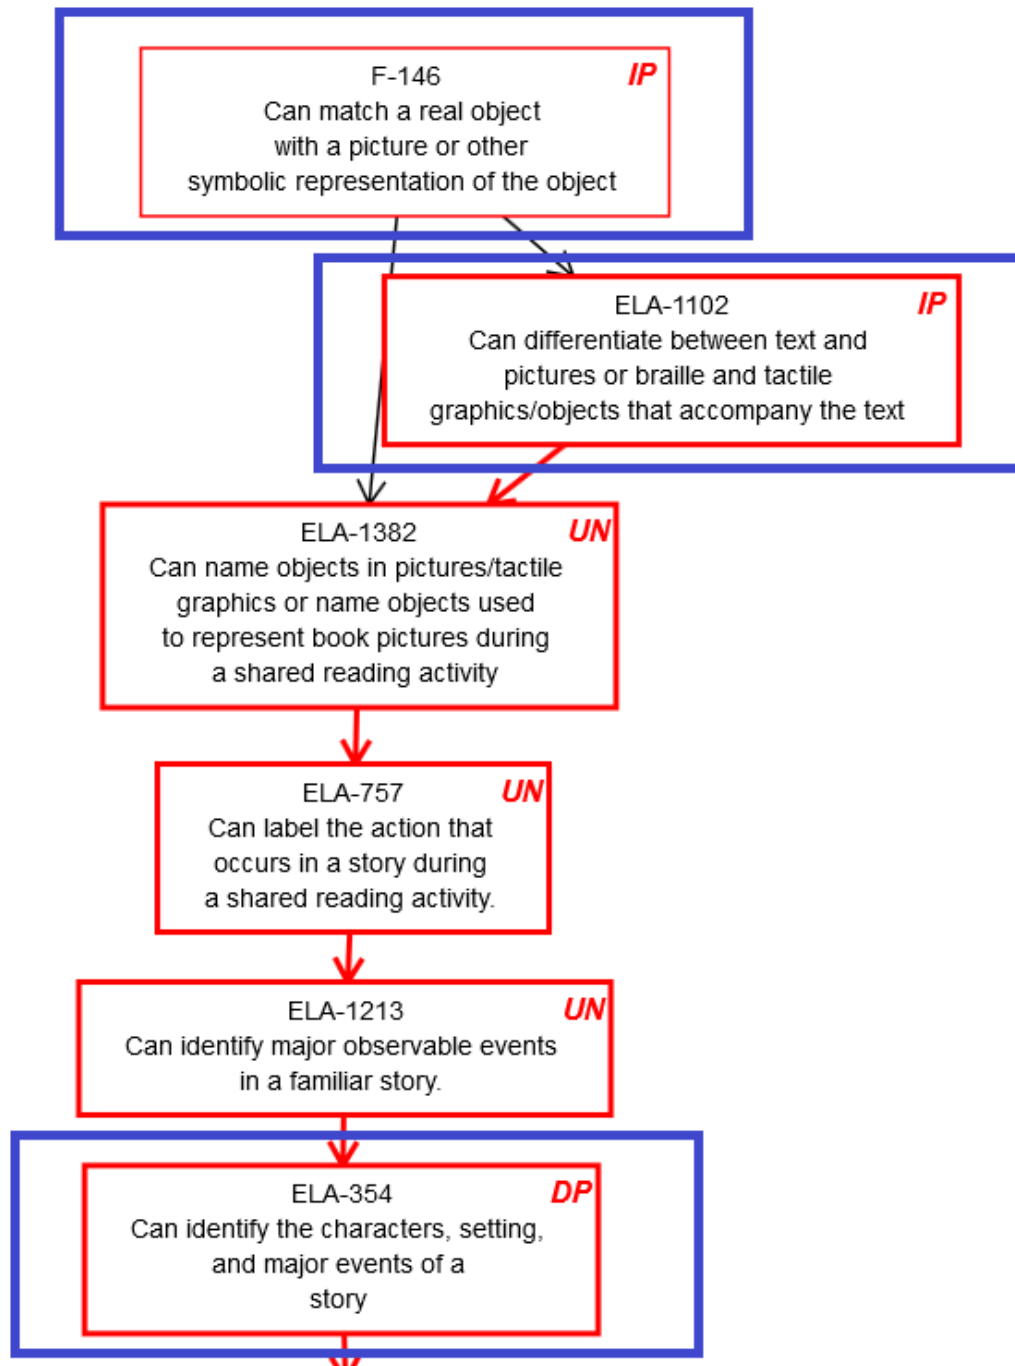 F-146 IP
Can match a real object
with a picture or other
symbolic representation of the object
ELA-1102 IP
Can differentiate between text and
pictures or braille and tactile
graphics/objects that accompany the text
ELA-1382 UN
Can name objects in pictures/tactile
graphics or name objects used
to represent book pictures during
a shared reading activity
ELA-757 UN
Can label the action that
occurs in a story during
a shared reading activity.
ELA-1213 UN
Can identify major observable events
in a familiar story.
ELA-354 DP
Can identify the characters, setting,
and major events of a
story